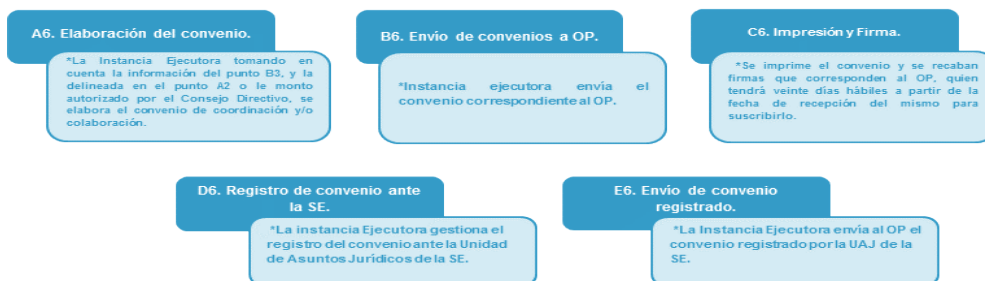 A6. Elaboración del convenio.
*La Instancia Ejecutora tomando en
cuenta la información del punto B3, y la
delineada en el punto A2 o le monto
autorizado por el Consejo Directivo, se
elabora el convenio de coordinación y/o
colaboración.
B6. Envío de convenios a OP.
*Instancia ejecutora envía el
convenio correspondiente al OP.
C6. Impresión y Firma.
*Se imprime el convenio y se recaban
firmas que corresponden al OP, quien
tendrá veinte días hábiles a partir de la
fecha de recepción del mismo para
suscribirlo.
D6. Registro de convenio ante
la SE.
*La instancia Ejecutora gestiona el
registro del convenio ante la Unidad
de Asuntos Jurídicos de la SE.
E6. Envío de convenio
registrado.
*La Instancia Ejecutora envía al OP el
convenio registrado por la UAJ de la
SE.